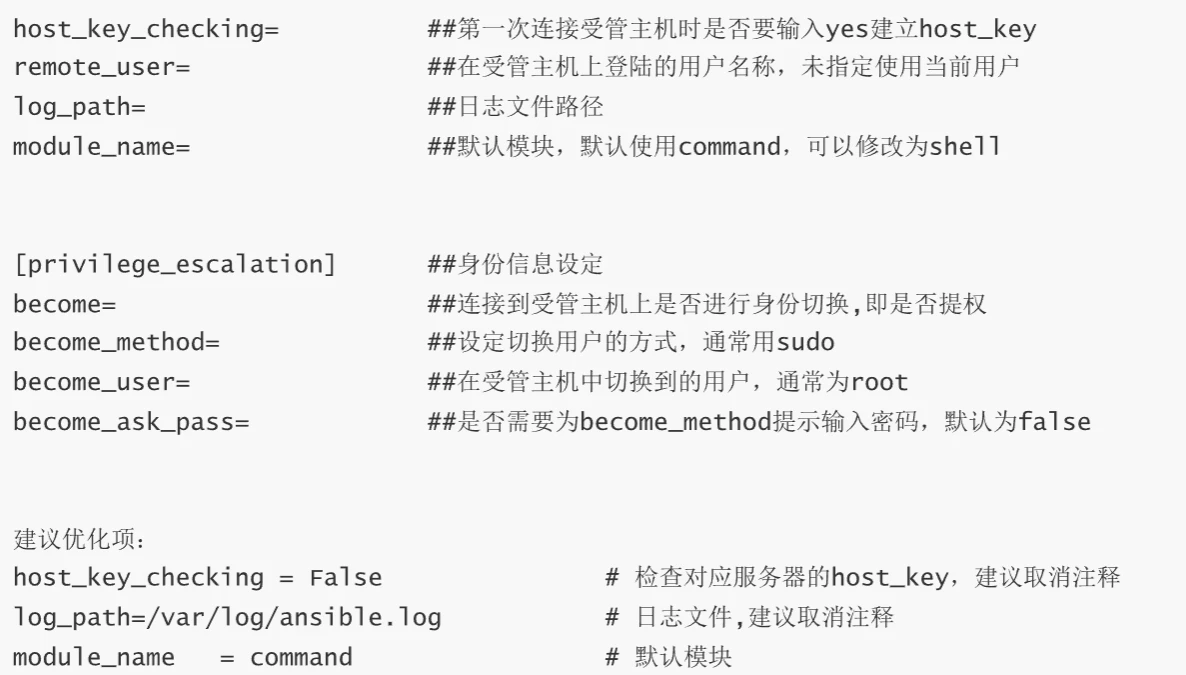 host_key_checking=                          ##第一次连接受管主机时是否要输入yes建立host_key
remote_user=                                ##在受管主机上登陆的用户名称，未指定使用当前用户
log_path=                                   ##日志文件路径
module_name=                                ##默认模块，默认使用command，可以修改为shell
[privilege_escalation]                      ##身份信息设定
become=                                     ##连接到受管主机上是否进行身份切换,即是否提权
become_method=                              ##设定切换用户的方式，通常用sudo
become_user=                                ##在受管主机中切换到的用户，通常为root
become_ask_pass=                            ##是否需要为become_method提示输入密码，默认为false
建议优化项：
host_key_checking = False               # 检查对应服务器的host_key，建议取消注释
log_path=/var/log/ansible.log           # 日志文件,建议取消注释
module_name   = command                 # 默认模块